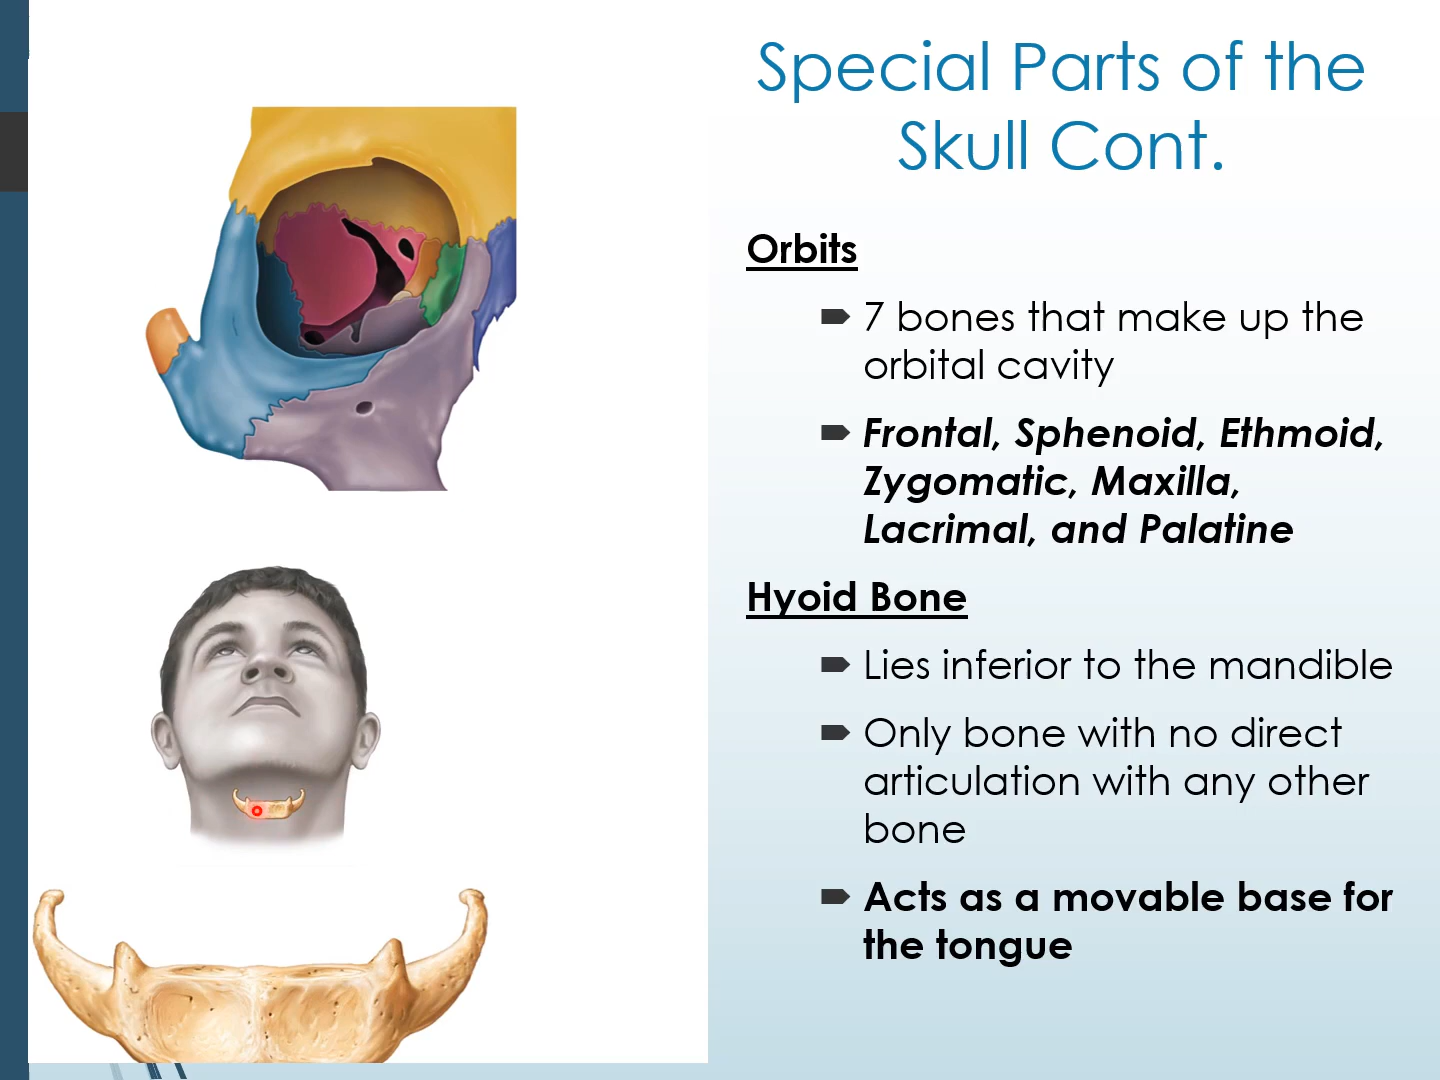 Special Parts of the
Skull Cont.
Orbits
7 bones that make up the
orbital cavity
Frontal, Sphenoid, Ethmoid,
Zygomatic, Maxilla,
Lacrimal, and Palatine
Hyoid Bone
Lies inferior to the mandible
Only bone with no direct
articulation with any other
bone
Acts as a movable base for
the tongue